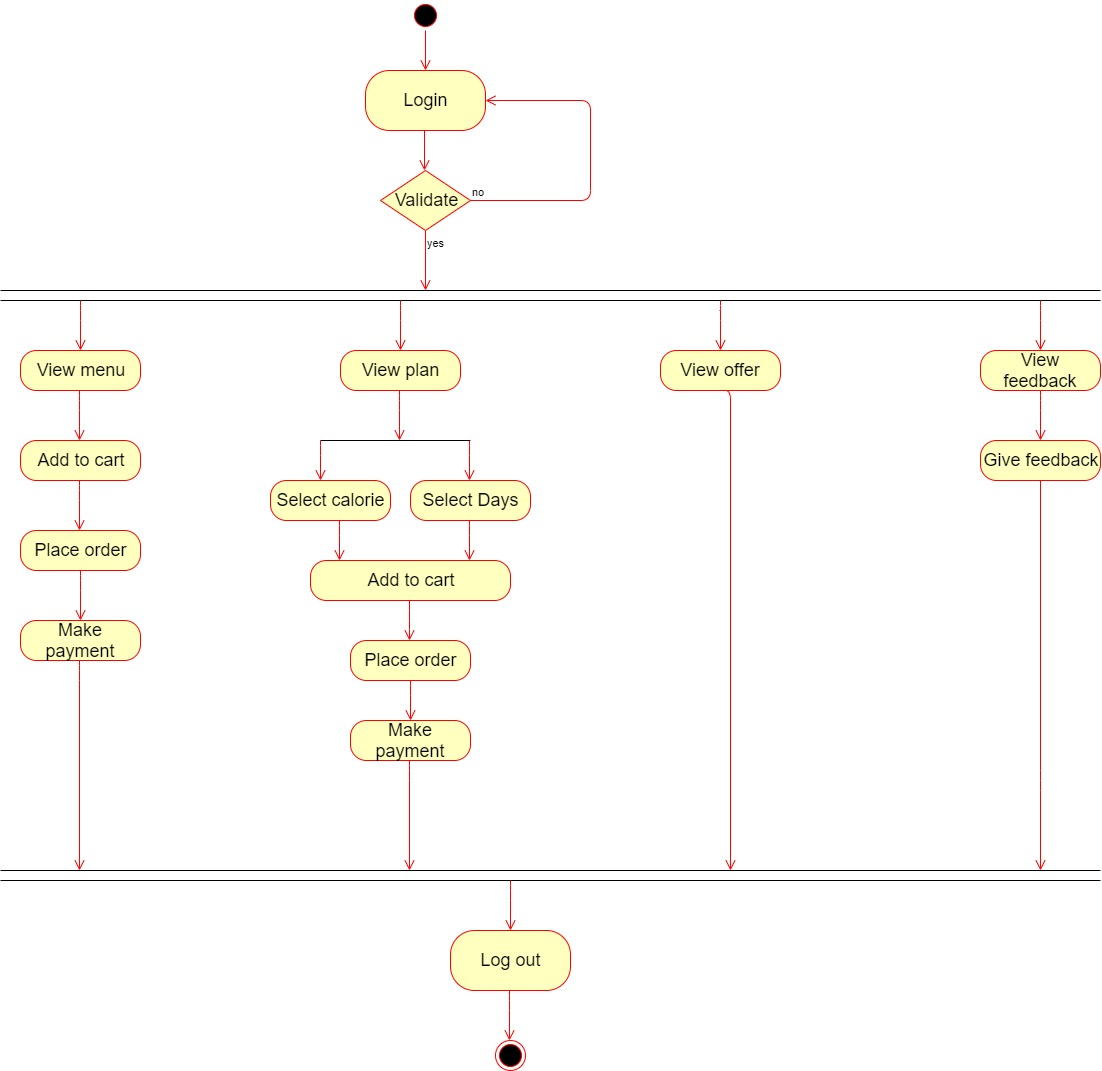 Login
Validate
no
yes
View menu
View plan
View offer
View
feedback
Add to cart
Give feedback
Select calorie
Select Days
Place order
Add to cart
Make
payment
Place order
Make
payment
Log out